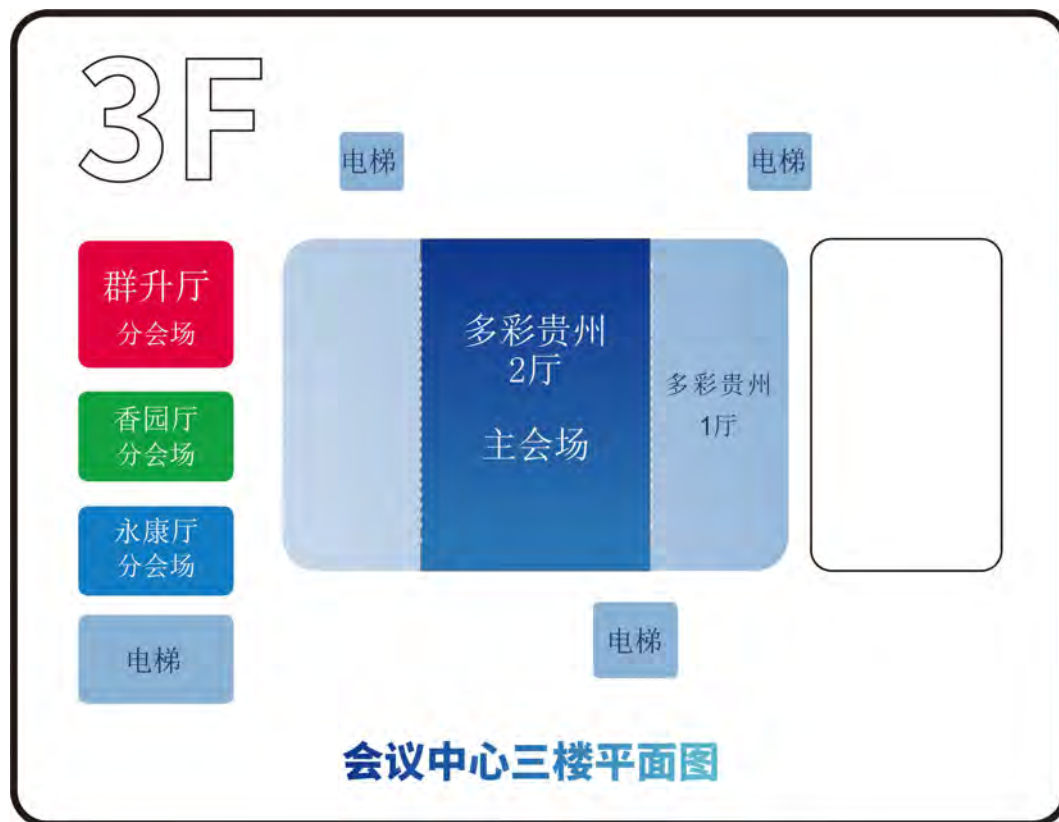 3F
电梯
电梯
群升厅
分会场
香园厅
分会场
永康厅
分会场
电梯
多彩贵州
2厅
主会场
多彩贵州
1厅
电梯
会议中心三楼平面图